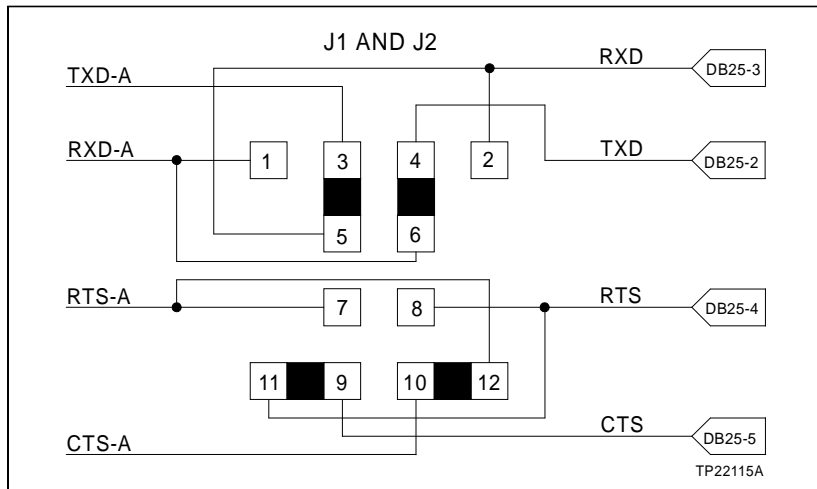 J1 AND J2
TXD-A
RXD
DB25-3
RXD-A
1
3
4
2
TXD
DB25-2
5
6
RTS-A
7
8
RTS
DB25-4
11
9
10
12
CTS-A
CTS
DB25-5
TP22115A